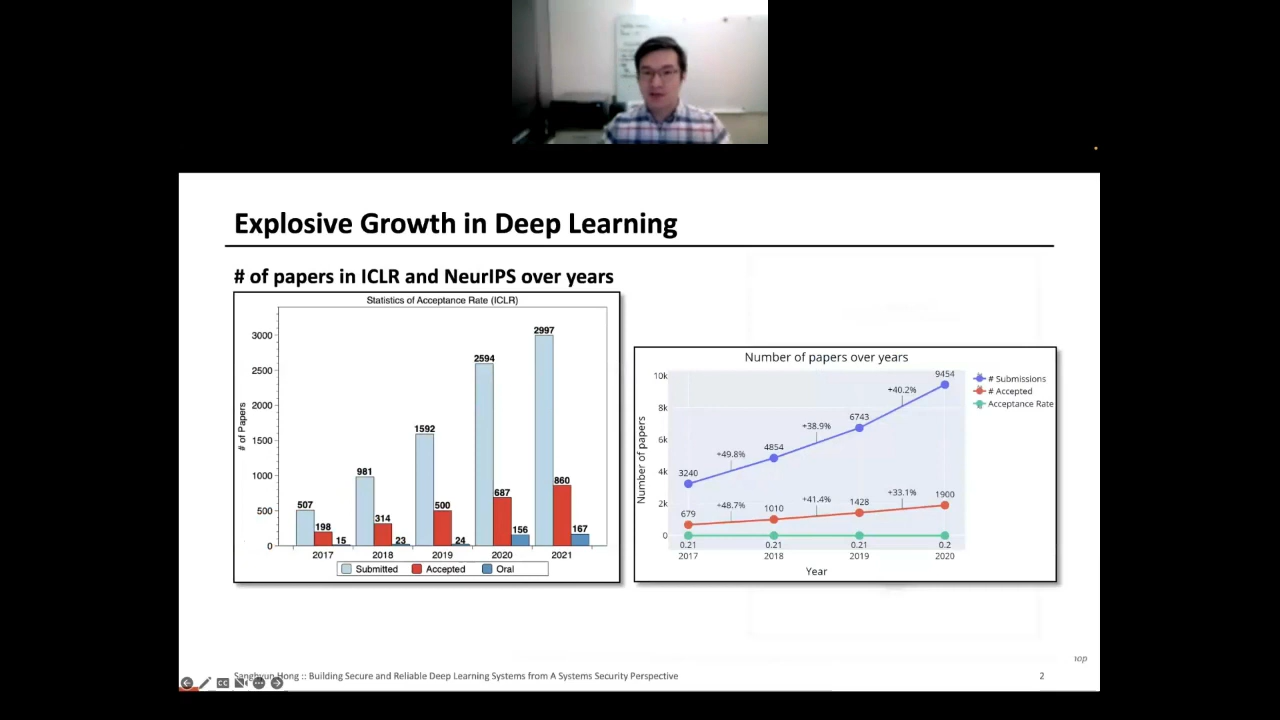 Explosive Growth in Deep Learning
# of papers in ICLR and NeurIPS over years
Statistics of Acceptance Rate (ICLR)
# of Papers
3000
2500
2000
1500
1000
500
0
507
198
15
981
314
23
1592
500
24
2594
687
156
2997
860
167
2017
2018
2019
2020
2021
Submitted
Accepted
Oral
Number of papers over years
Number of papers
10k
8k
6k
4k
2k
0
3240
+49.8%
4854
+38.9%
6743
+40.2%
9454
679
+48.7%
1010
+41.4%
1428
+33.1%
1900
0.21
0.21
0.21
0.2
2017
2018
2019
2020
Year
# Submissions
# Accepted
Acceptance Rate
Sanghyun Hong :: Building Secure and Reliable Deep Learning Systems from A Systems Security Perspective
2